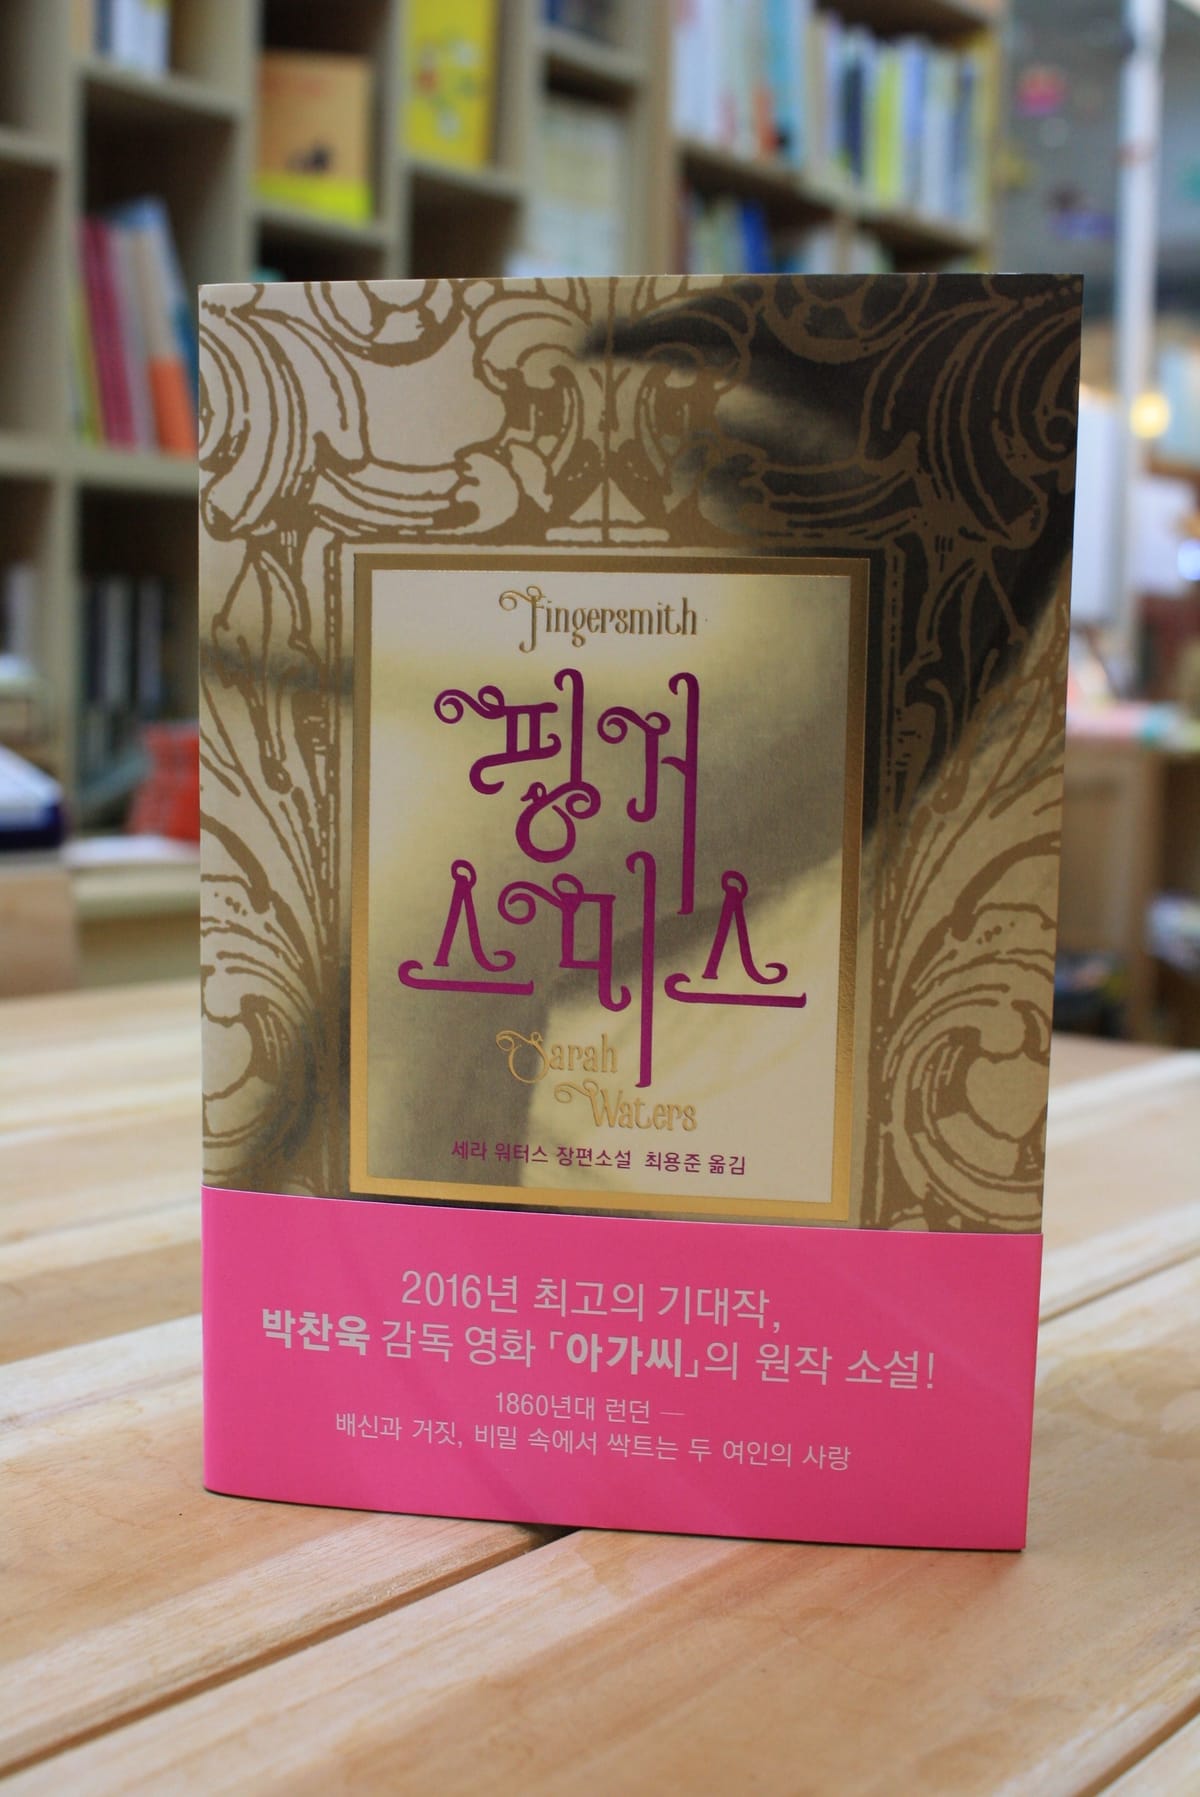 Fingersmith
핑거
스미스
Sarah
Waters
세라 워터스 장편소설 최용준 옮김
2016년 최고의 기대작,
박찬욱 감독 영화 「아가씨」의 원작 소설!
1860년대 런던 —
배신과 거짓, 비밀 속에서 싹트는 두 여인의 사랑